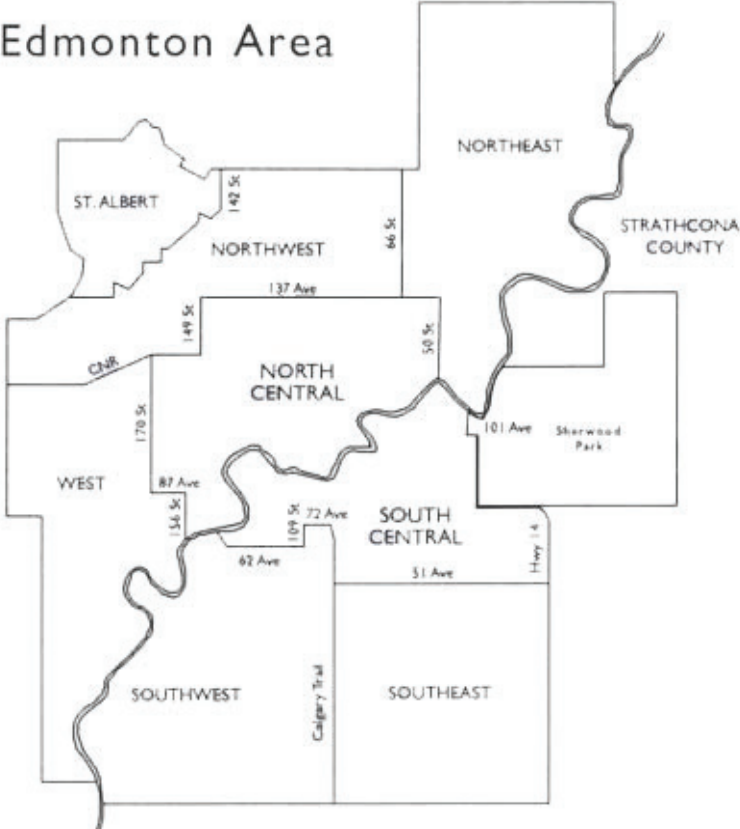 Edmonton Area
NORTHEAST
ST. ALBERT
142 St
STRATHCONA
COUNTY
66 St
NORTHWEST
137 Ave
149 St
50 St
CNR
NORTH
CENTRAL
170 St
101 Ave
Sherwood
Park
WEST
87 Ave
156 St
109 St
72 Ave
SOUTH
CENTRAL
Hwy 14
62 Ave
51 Ave
SOUTHWEST
Calgary Trail
SOUTHEAST